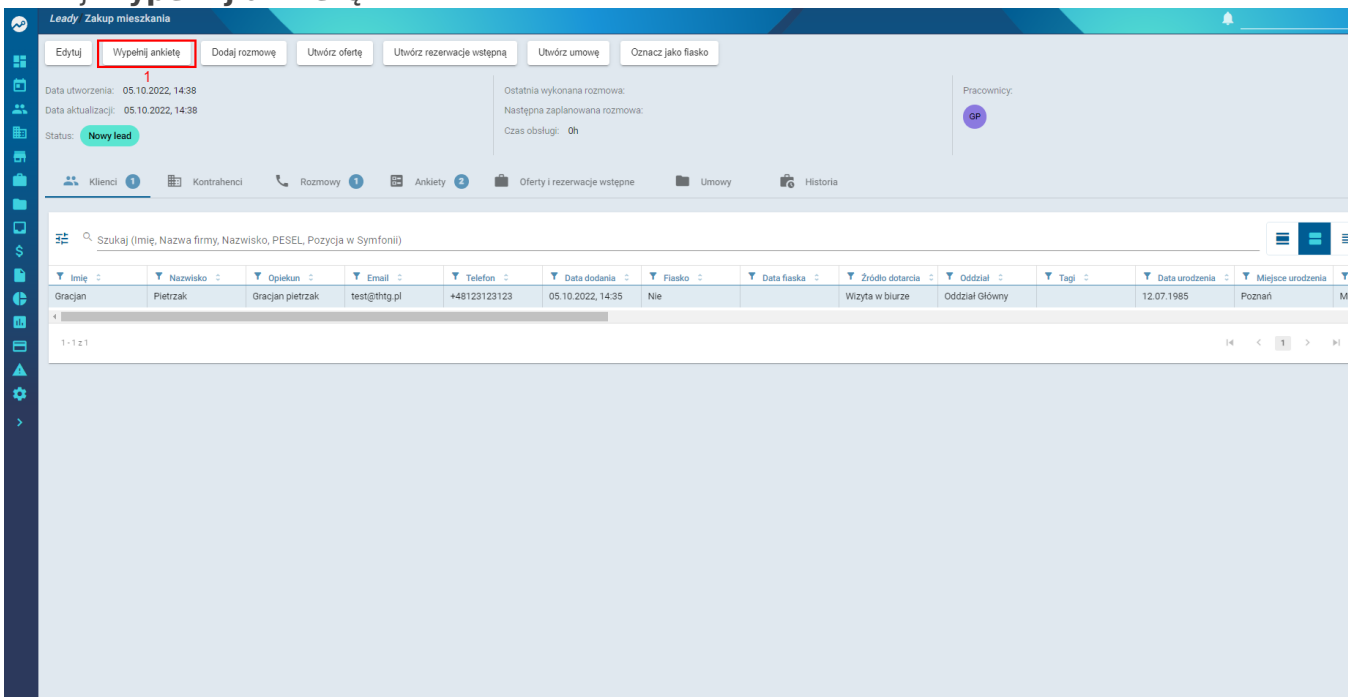 Leady Zakup mieszkania
Edytuj Wypełnij ankietę Dodaj rozmowę Utwórz ofertę Utwórz rezerwacje wstępną Utwórz umowę Oznacz jako fiasko
1
Data utworzenia: 05.10.2022, 14:38 Ostatnia wykonana rozmowa: Pracownicy:
Data aktualizacji: 05.10.2022, 14:38 Następna zaplanowana rozmowa: GP
Status: Nowy lead Czas obsługi: 0h
Klienci 1 Kontrahenci Rozmowy 1 Ankiety 2 Oferty i rezerwacje wstępne Umowy Historia
Szukaj (Imię, Nazwa firmy, Nazwisko, PESEL, Pozycja w Symfonii)
Imię Nazwisko Opiekun Email Telefon Data dodania Fiasko Data fiaska Źródło dotarcia Oddział Tagi Data urodzenia Miejsce urodzenia
Gracjan Pietrzak Gracjan pietrzak test@thtg.pl +48123123123 05.10.2022, 14:35 Nie Wizyta w biurze Oddział Główny 12.07.1985 Poznań M
1 - 1 z 1 1